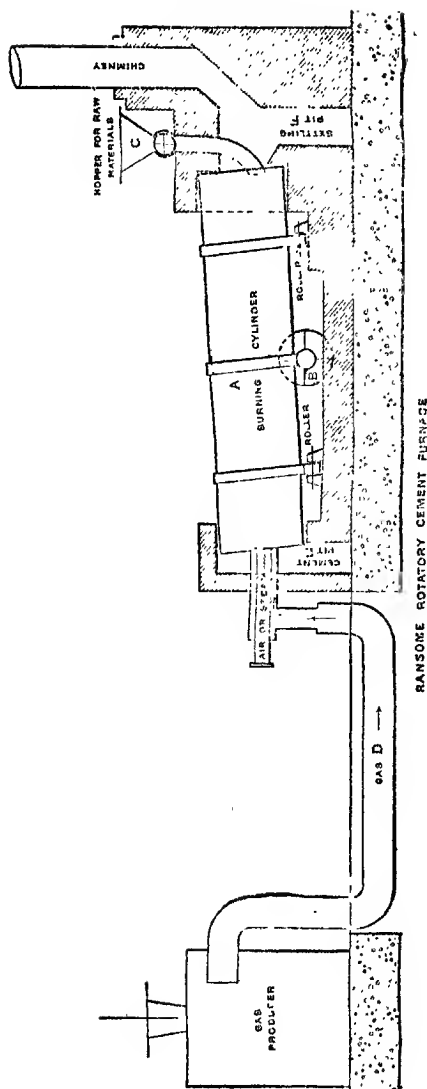 CHIMNEY
HOPPER FOR RAW
MATERIALS
C
SETTLING
PIT F
A
BURNING CYLINDER
B
ROLLER
CEMENT
PIT
AIR OR STEAM
GAS D
GAS
PRODUCER
RANSOME ROTATORY CEMENT FURNACE